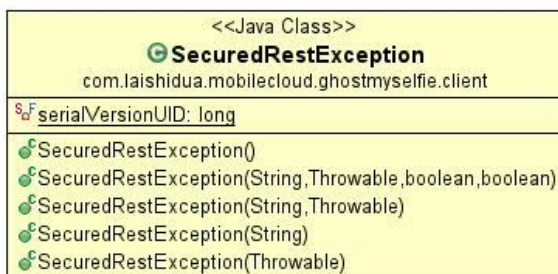 <<Java Class>>
SecuredRestException
com.laishidua.mobilecloud.ghostmyselfie.client
serialVersionUID: long
SecuredRestException()
SecuredRestException(String,Throwable,boolean,boolean)
SecuredRestException(String,Throwable)
SecuredRestException(String)
SecuredRestException(Throwable)